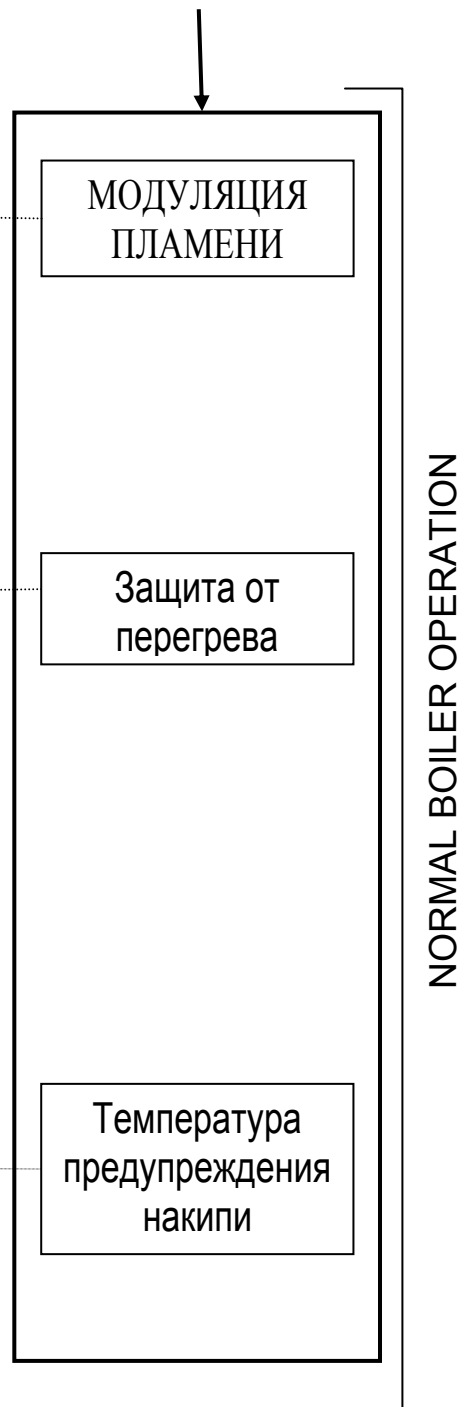 МОДУЛЯЦИЯ
ПЛАМЕНИ
Защита от
перегрева
Температура
предупреждения
накипи
NORMAL BOILER OPERATION